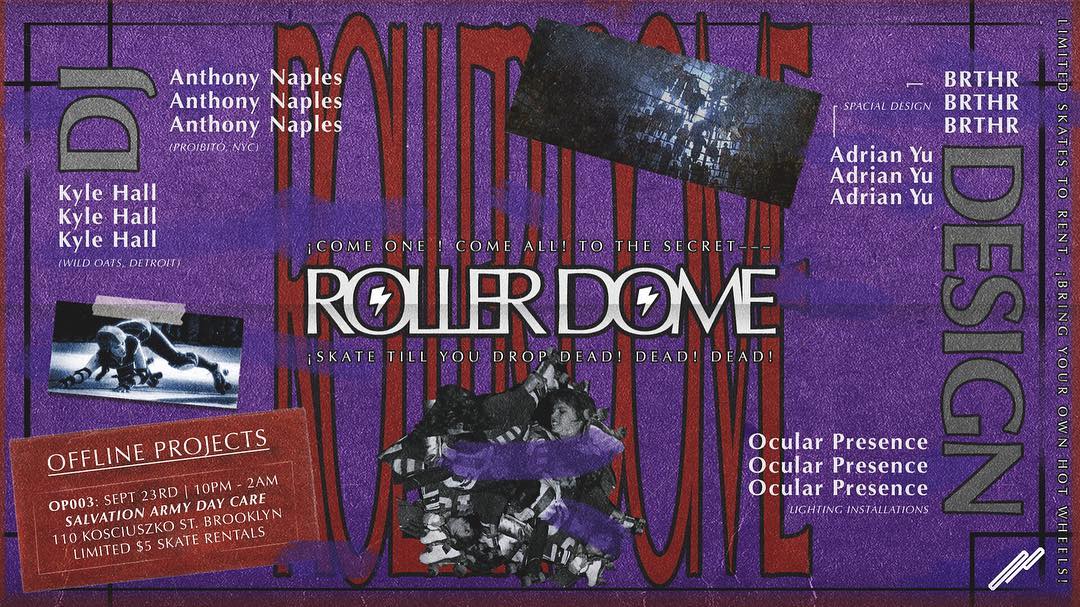 DJ
Anthony Naples
Anthony Naples
Anthony Naples
(PROIBITO, NYC)
Kyle Hall
Kyle Hall
Kyle Hall
(WILD OATS, DETROIT)
ROLLER DOME
¡COME ONE ! COME ALL! TO THE SECRET---
ROLLER DOME
¡SKATE TILL YOU DROP DEAD! DEAD! DEAD!
BRTHR
BRTHR
BRTHR
SPACIAL DESIGN
Adrian Yu
Adrian Yu
Adrian Yu
DESIGN
Ocular Presence
Ocular Presence
Ocular Presence
LIGHTING INSTALLATIONS
LIMITED SKATES TO RENT. ¡BRING YOUR OWN HOT WHEELS!
OFFLINE PROJECTS
OP003: SEPT 23RD | 10PM - 2AM
SALVATION ARMY DAY CARE
110 KOSCIUSZKO ST. BROOKLYN
LIMITED $5 SKATE RENTALS